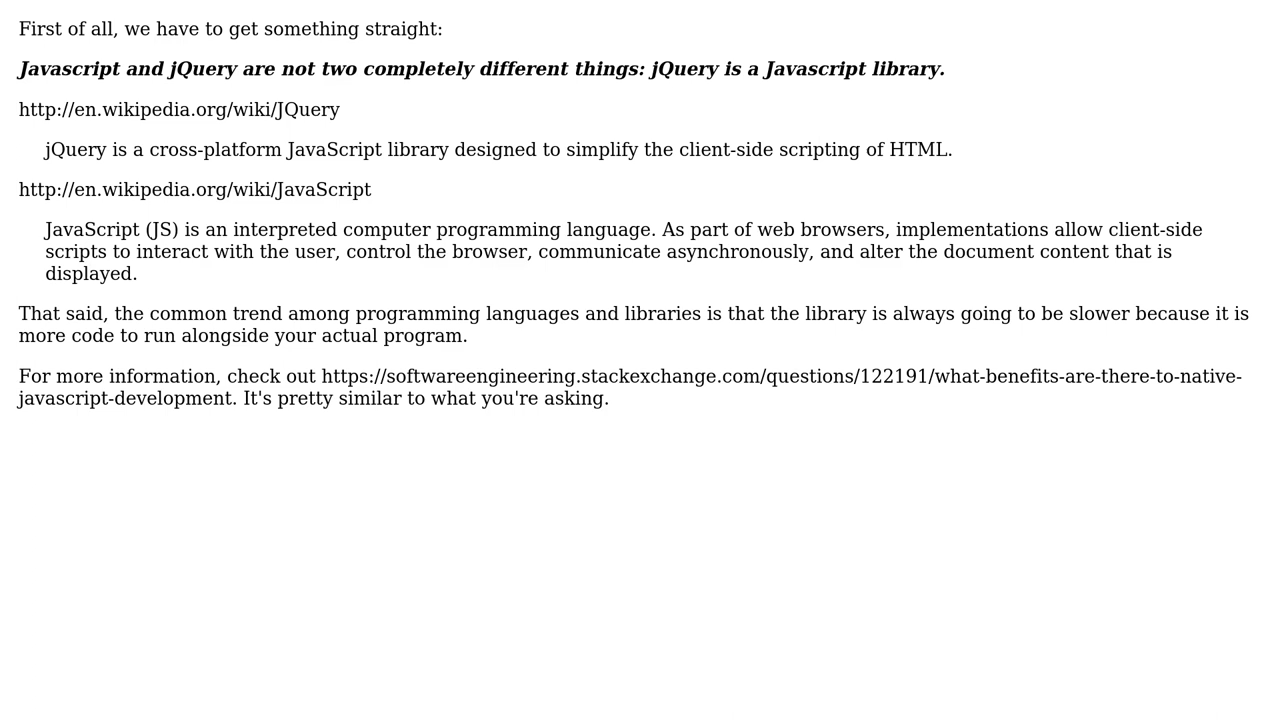 First of all, we have to get something straight:
Javascript and jQuery are not two completely different things: jQuery is a Javascript library.
http://en.wikipedia.org/wiki/JQuery
jQuery is a cross-platform JavaScript library designed to simplify the client-side scripting of HTML.
http://en.wikipedia.org/wiki/JavaScript
JavaScript (JS) is an interpreted computer programming language. As part of web browsers, implementations allow client-side
scripts to interact with the user, control the browser, communicate asynchronously, and alter the document content that is
displayed.
That said, the common trend among programming languages and libraries is that the library is always going to be slower because it is
more code to run alongside your actual program.
For more information, check out https://softwareengineering.stackexchange.com/questions/122191/what-benefits-are-there-to-native-
javascript-development. It's pretty similar to what you're asking.